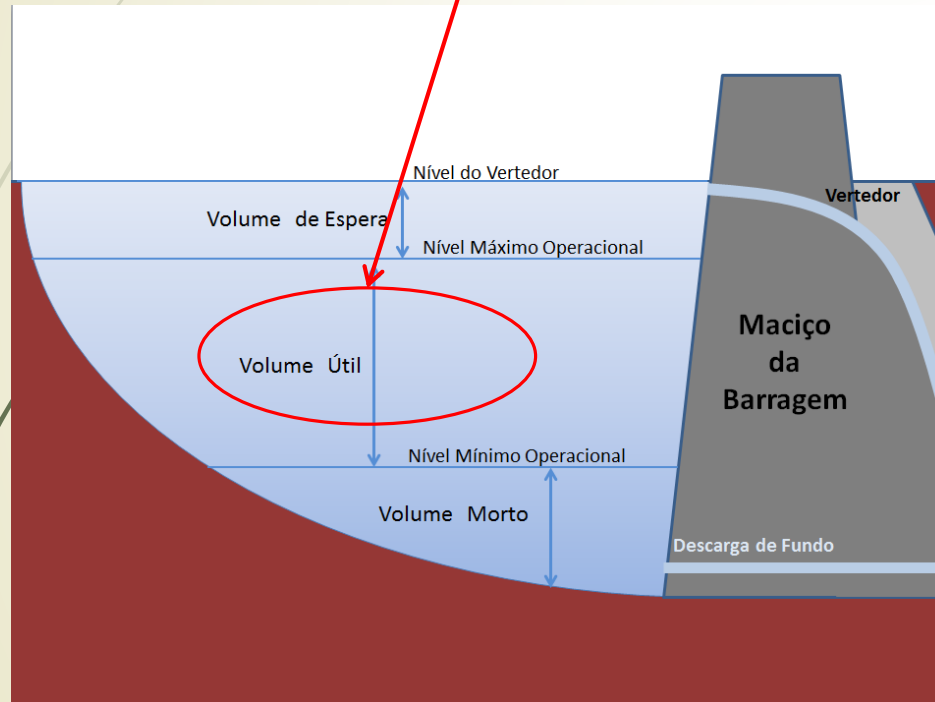 Nível do Vertedor
Vertedor
Volume de Espera
Nível Máximo Operacional
Maciço
da
Barragem
Volume Útil
Nível Mínimo Operacional
Volume Morto
Descarga de Fundo